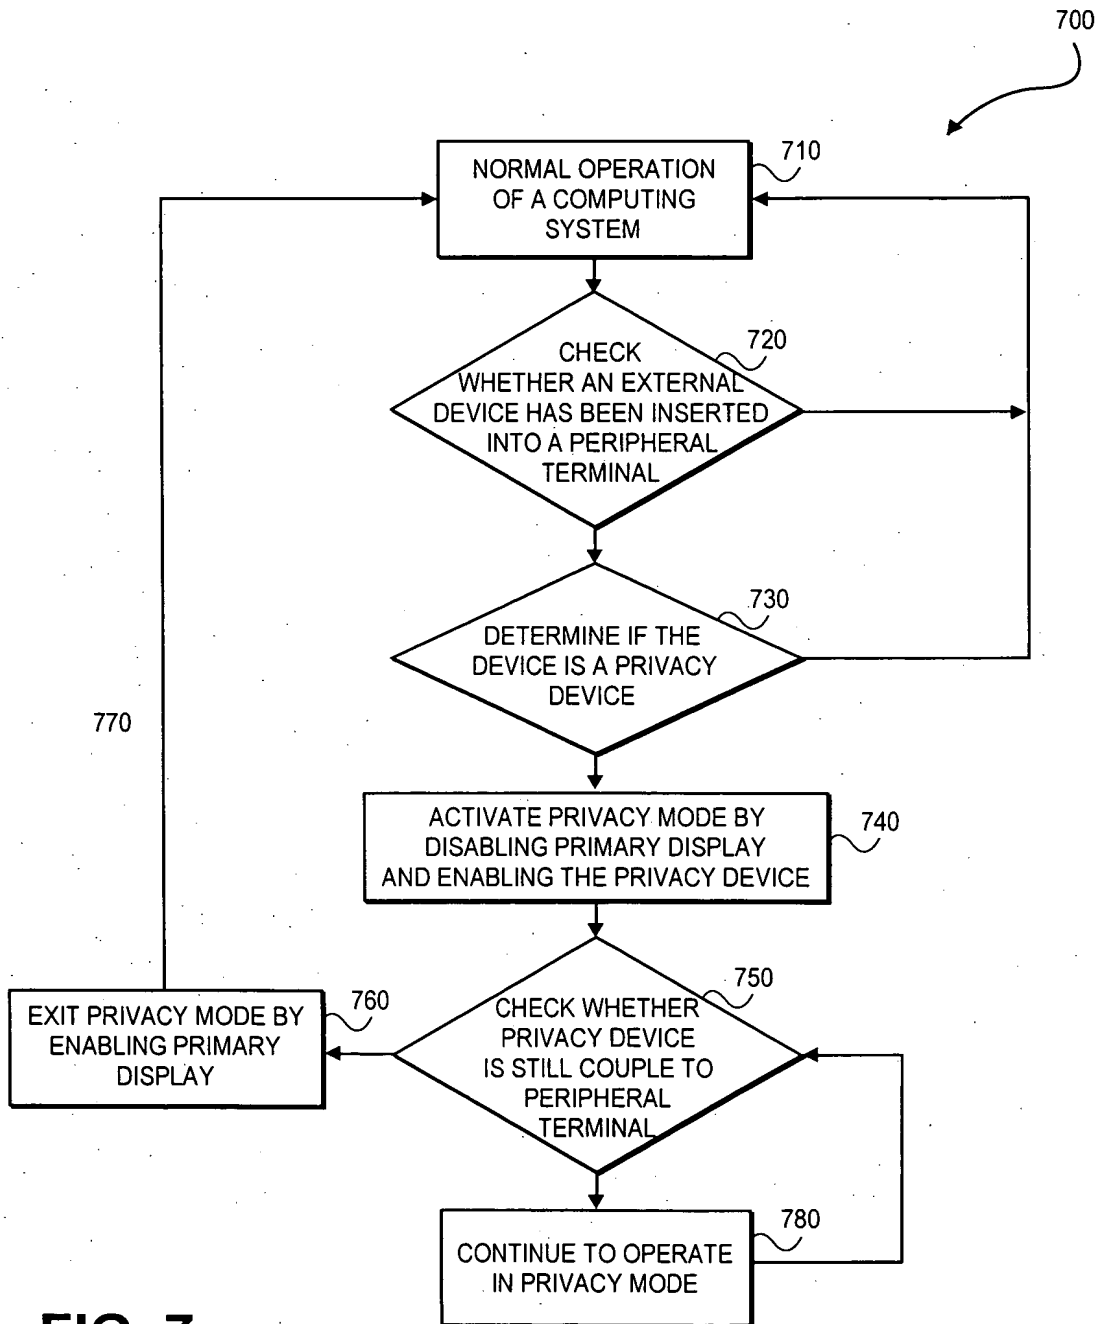 700
NORMAL OPERATION
OF A COMPUTING
SYSTEM
710
CHECK
WHETHER AN EXTERNAL
DEVICE HAS BEEN INSERTED
INTO A PERIPHERAL
TERMINAL
720
DETERMINE IF THE
DEVICE IS A PRIVACY
DEVICE
730
770
ACTIVATE PRIVACY MODE BY
DISABLING PRIMARY DISPLAY
AND ENABLING THE PRIVACY DEVICE
740
CHECK WHETHER
PRIVACY DEVICE
IS STILL COUPLE TO
PERIPHERAL
TERMINAL
750
EXIT PRIVACY MODE BY
ENABLING PRIMARY
DISPLAY
760
CONTINUE TO OPERATE
IN PRIVACY MODE
780
FIG. 7